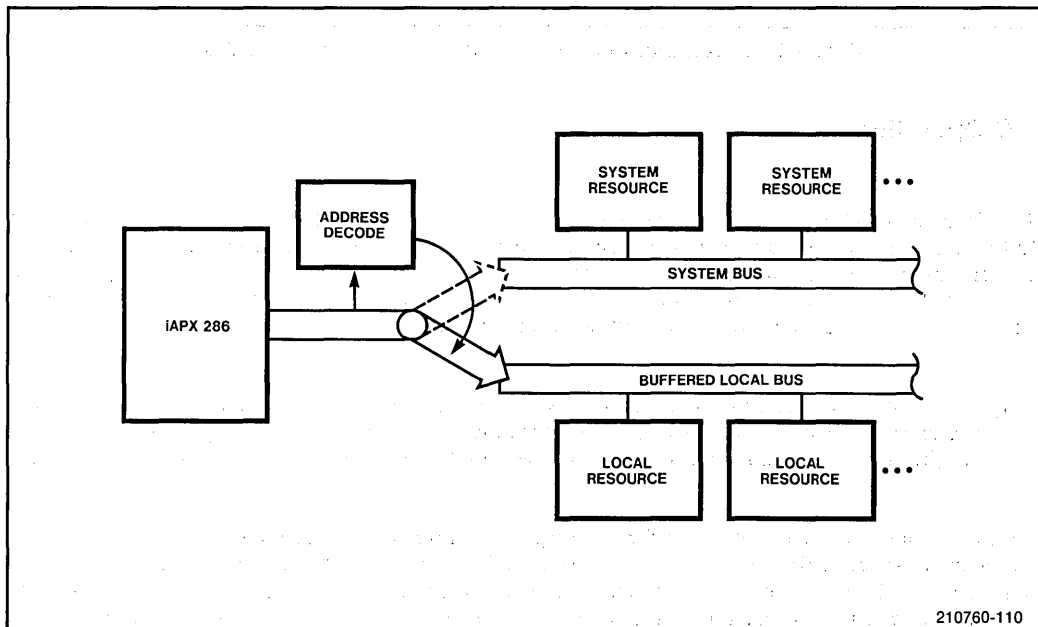 SYSTEM
RESOURCE
SYSTEM
RESOURCE
ADDRESS
DECODE
SYSTEM BUS
iAPX 286
BUFFERED LOCAL BUS
LOCAL
RESOURCE
LOCAL
RESOURCE
210760-110